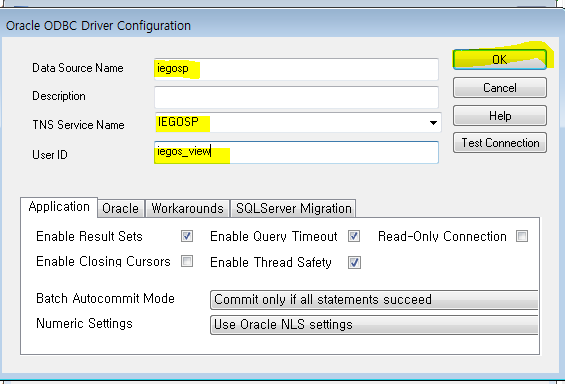 Oracle ODBC Driver Configuration
Data Source Name iegosp OK
Description Cancel
TNS Service Name IEGOSP Help
User ID iegos_view Test Connection
Application Oracle Workarounds SQLServer Migration
Enable Result Sets Enable Query Timeout Read-Only Connection
Enable Closing Cursors Enable Thread Safety
Batch Autocommit Mode Commit only if all statements succeed
Numeric Settings Use Oracle NLS settings